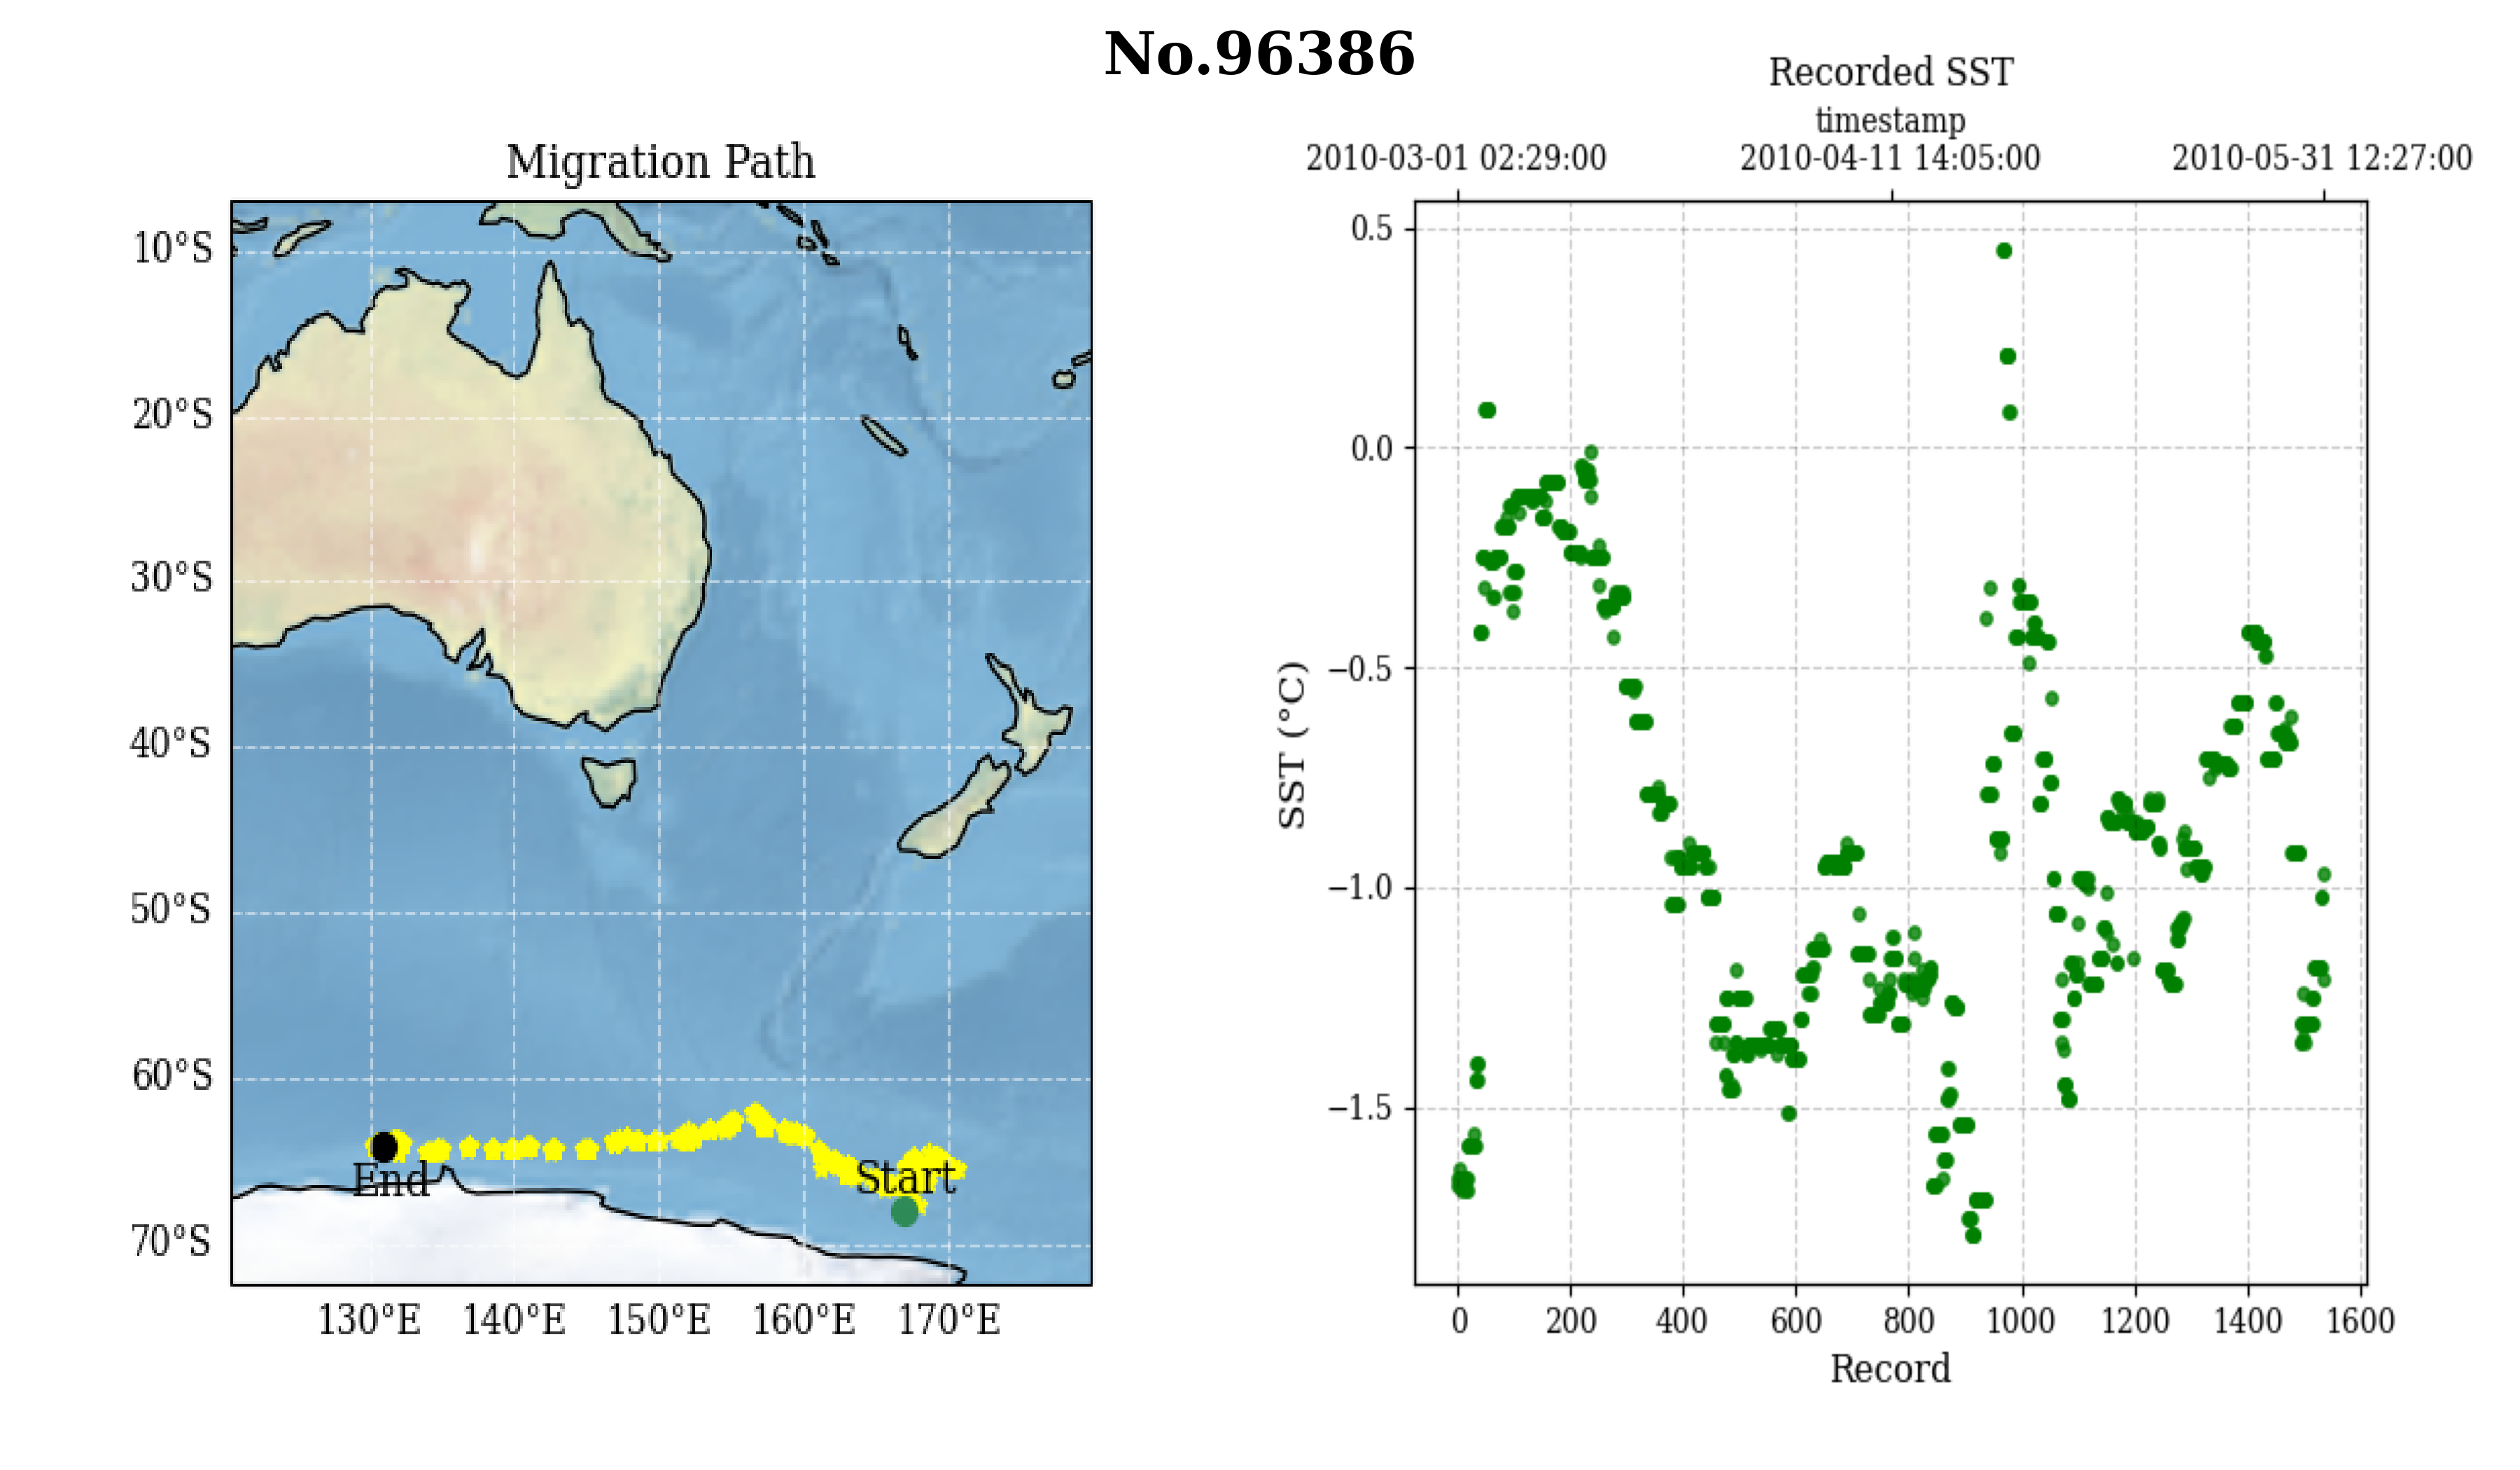 No.96386
Migration Path
10°S
20°S
30°S
40°S
50°S
60°S
70°S
130°E 140°E 150°E 160°E 170°E
Start
End
Recorded SST
timestamp
2010-03-01 02:29:00 2010-04-11 14:05:00 2010-05-31 12:27:00
SST (°C)
0.5
0.0
−0.5
−1.0
−1.5
0 200 400 600 800 1000 1200 1400 1600
Record